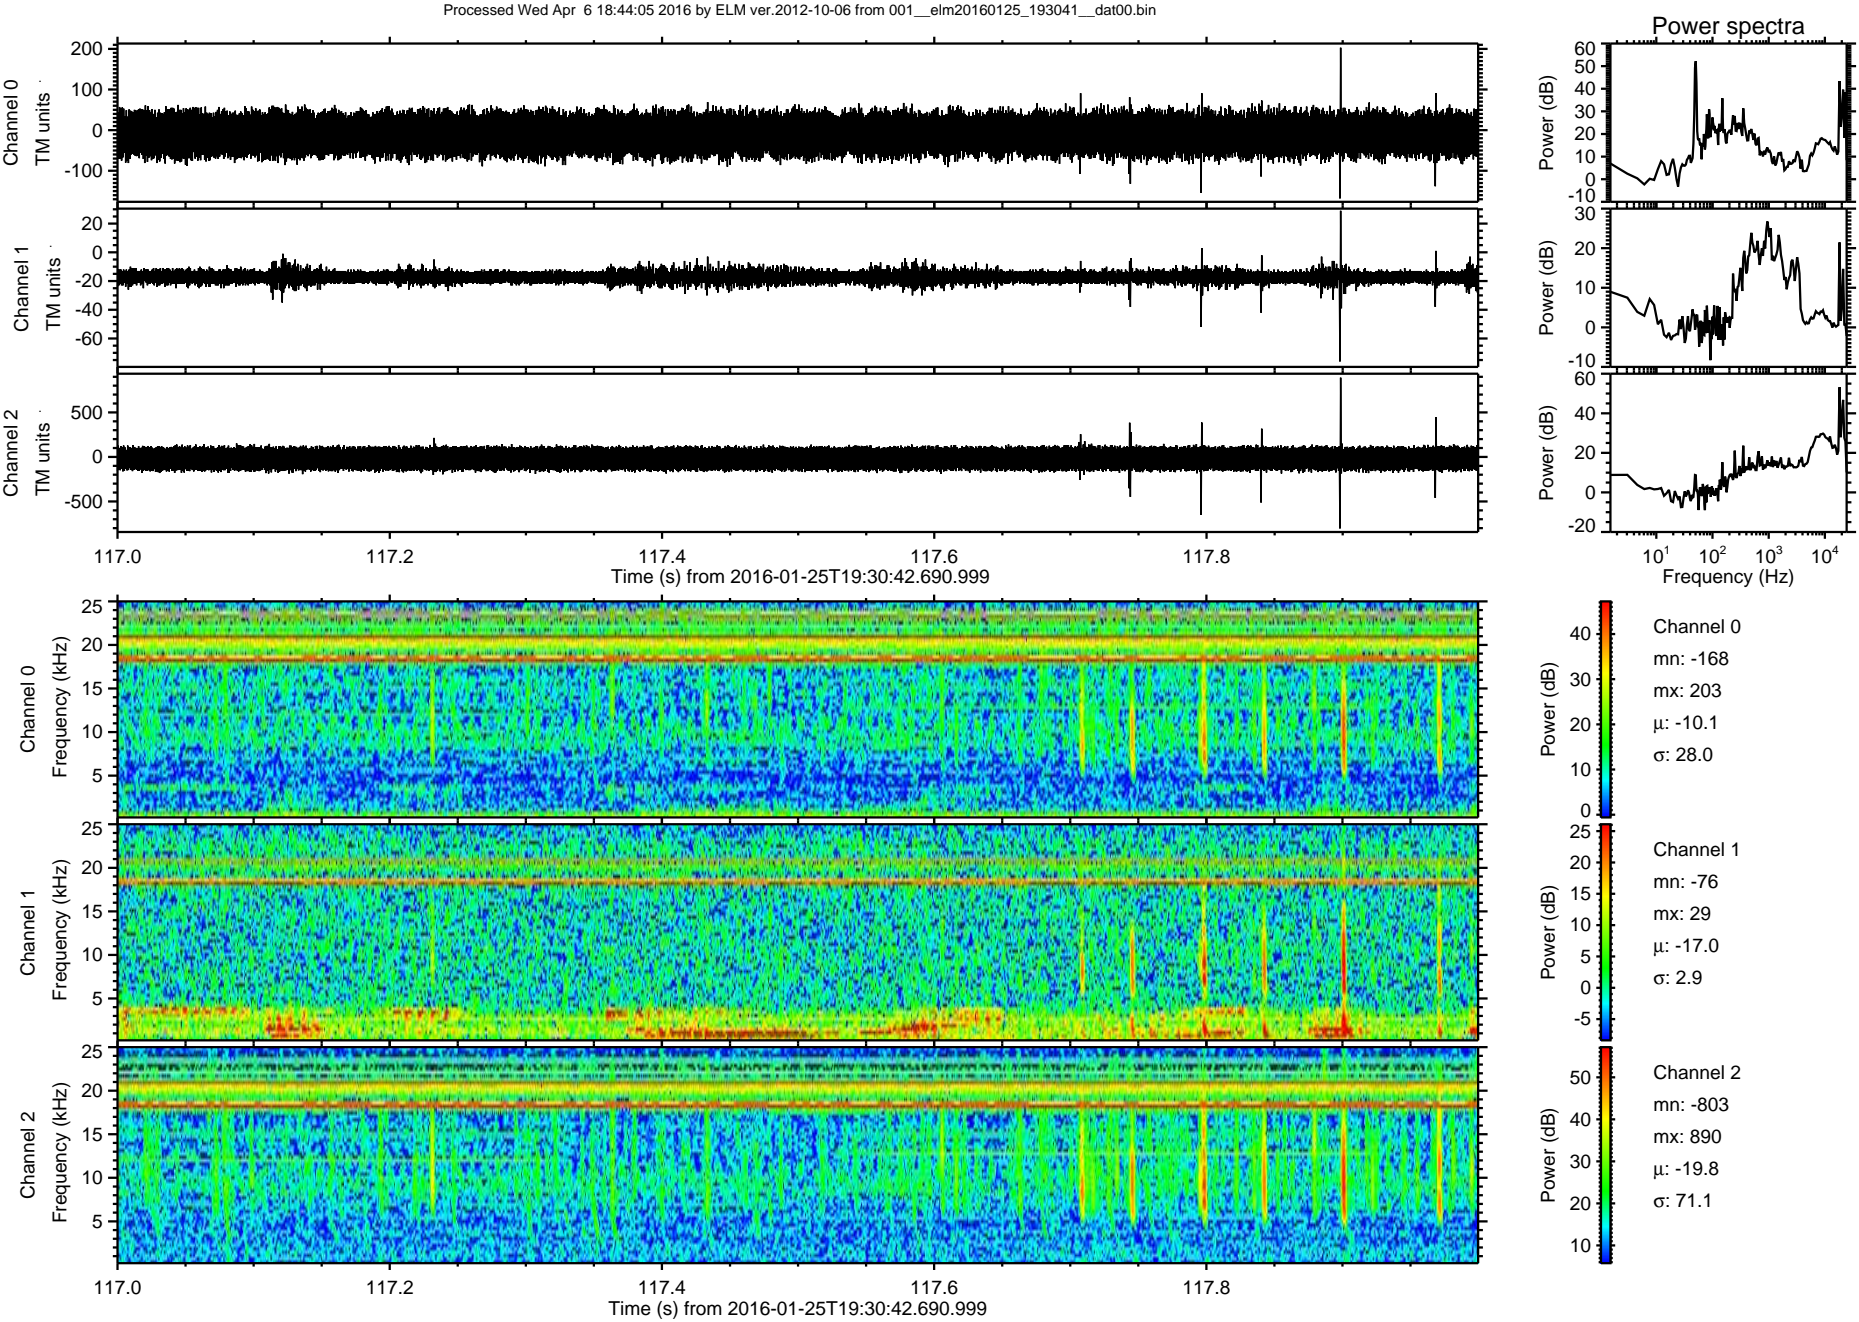 Processed Wed Apr 6 18:44:05 2016 by ELM ver.2012-10-06 from 001__elm20160125_193041__dat00.bin
Power spectra
Channel 0
TM units
200
100
0
-100
Power (dB)
60
50
40
30
20
10
0
-10
Channel 1
TM units
20
0
-20
-40
-60
Power (dB)
30
20
10
0
-10
Channel 2
TM units
500
0
-500
Power (dB)
60
40
20
0
-20
117.0 117.2 117.4 117.6 117.8
Time (s) from 2016-01-25T19:30:42.690.999
10^1 10^2 10^3 10^4
Frequency (Hz)
Channel 0
Frequency (kHz)
25
20
15
10
5
Power (dB)
40
30
20
10
0
Channel 0
mn: -168
mx: 203
μ: -10.1
σ: 28.0
Channel 1
Frequency (kHz)
25
20
15
10
5
Power (dB)
25
20
15
10
5
0
-5
Channel 1
mn: -76
mx: 29
μ: -17.0
σ: 2.9
Channel 2
Frequency (kHz)
25
20
15
10
5
Power (dB)
50
40
30
20
10
Channel 2
mn: -803
mx: 890
μ: -19.8
σ: 71.1
117.0 117.2 117.4 117.6 117.8
Time (s) from 2016-01-25T19:30:42.690.999